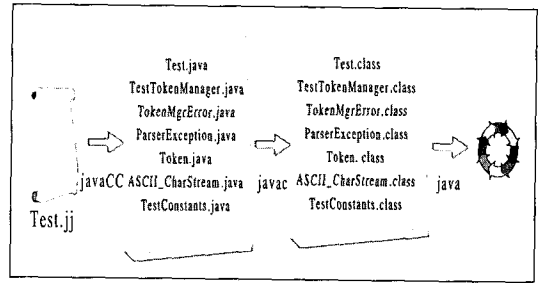 Test.java
TestTokenManager.java
TokenMgrError.java
ParserException.java
Token.java
ASCII_CharStream.java
TestConstants.java
Test.class
TestTokenManager.class
TokenMgrError.class
ParserException.class
Token. class
ASCII_CharStream.class
TestConstants.class
javaCC
javac
java
Test.jj